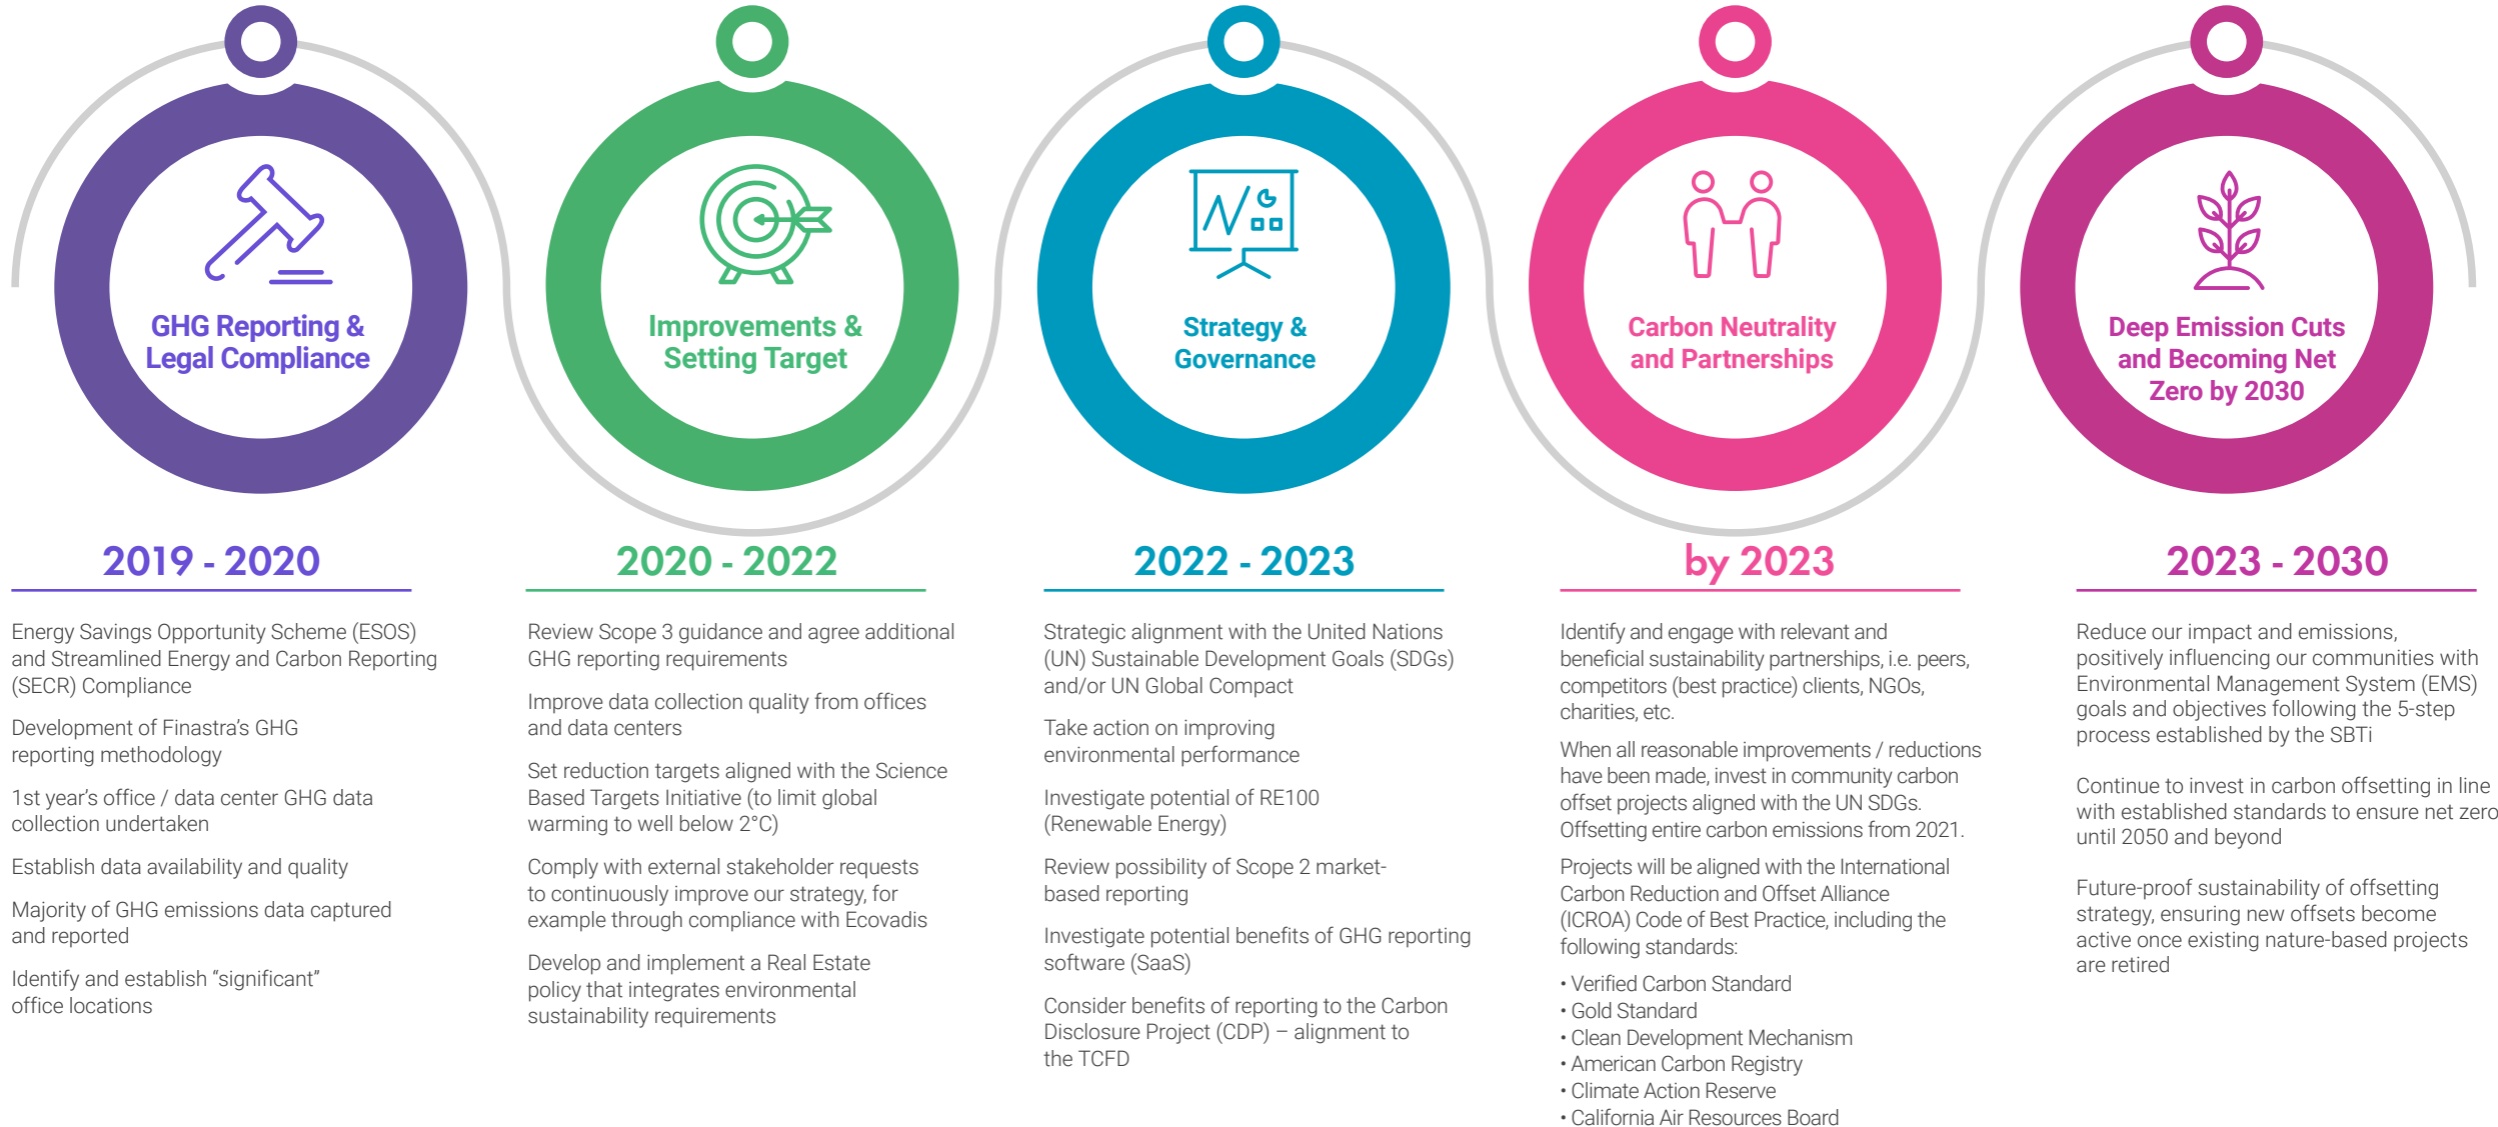 GHG Reporting &
Legal Compliance
2019 - 2020
Energy Savings Opportunity Scheme (ESOS)
and Streamlined Energy and Carbon Reporting
(SECR) Compliance
Development of Finastra’s GHG
reporting methodology
1st year’s office / data center GHG data
collection undertaken
Establish data availability and quality
Majority of GHG emissions data captured
and reported
Identify and establish “significant”
office locations
Improvements &
Setting Target
2020 - 2022
Review Scope 3 guidance and agree additional
GHG reporting requirements
Improve data collection quality from offices
and data centers
Set reduction targets aligned with the Science
Based Targets Initiative (to limit global
warming to well below 2°C)
Comply with external stakeholder requests
to continuously improve our strategy, for
example through compliance with Ecovadis
Develop and implement a Real Estate
policy that integrates environmental
sustainability requirements
Strategy &
Governance
2022 - 2023
Strategic alignment with the United Nations
(UN) Sustainable Development Goals (SDGs)
and/or UN Global Compact
Take action on improving
environmental performance
Investigate potential of RE100
(Renewable Energy)
Review possibility of Scope 2 market-
based reporting
Investigate potential benefits of GHG reporting
software (SaaS)
Consider benefits of reporting to the Carbon
Disclosure Project (CDP) – alignment to
the TCFD
Carbon Neutrality
and Partnerships
by 2023
Identify and engage with relevant and
beneficial sustainability partnerships, i.e. peers,
competitors (best practice) clients, NGOs,
charities, etc.
When all reasonable improvements / reductions
have been made, invest in community carbon
offset projects aligned with the UN SDGs.
Offsetting entire carbon emissions from 2021.
Projects will be aligned with the International
Carbon Reduction and Offset Alliance
(ICROA) Code of Best Practice, including the
following standards:
• Verified Carbon Standard
• Gold Standard
• Clean Development Mechanism
• American Carbon Registry
• Climate Action Reserve
• California Air Resources Board
Deep Emission Cuts
and Becoming Net
Zero by 2030
2023 - 2030
Reduce our impact and emissions,
positively influencing our communities with
Environmental Management System (EMS)
goals and objectives following the 5-step
process established by the SBTi
Continue to invest in carbon offsetting in line
with established standards to ensure net zero
until 2050 and beyond
Future-proof sustainability of offsetting
strategy, ensuring new offsets become
active once existing nature-based projects
are retired